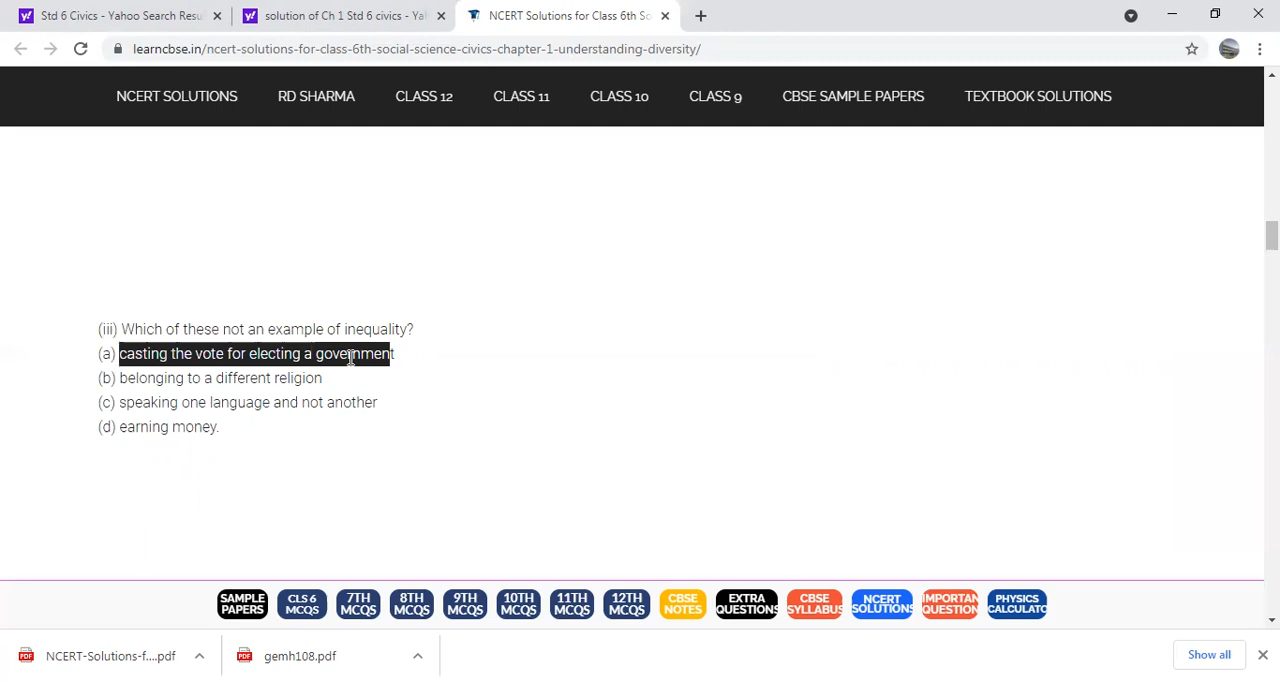 Std 6 Civics - Yahoo Search Resu
solution of Ch 1 Std 6 civics - Ya
NCERT Solutions for Class 6th So
learncbse.in/ncert-solutions-for-class-6th-social-science-civics-chapter-1-understanding-diversity/
NCERT SOLUTIONS RD SHARMA CLASS 12 CLASS 11 CLASS 10 CLASS 9 CBSE SAMPLE PAPERS TEXTBOOK SOLUTIONS
(iii) Which of these not an example of inequality?
(a) casting the vote for electing a government
(b) belonging to a different religion
(c) speaking one language and not another
(d) earning money.
SAMPLE PAPERS
CLS 6 MCQS
7TH MCQS
8TH MCQS
9TH MCQS
10TH MCQS
11TH MCQS
12TH MCQS
CBSE NOTES
EXTRA QUESTIONS
CBSE SYLLABUS
NCERT SOLUTIONS
IMPORTAN QUESTION
PHYSICS CALCULATO
NCERT-Solutions-f....pdf
gemh108.pdf
Show all